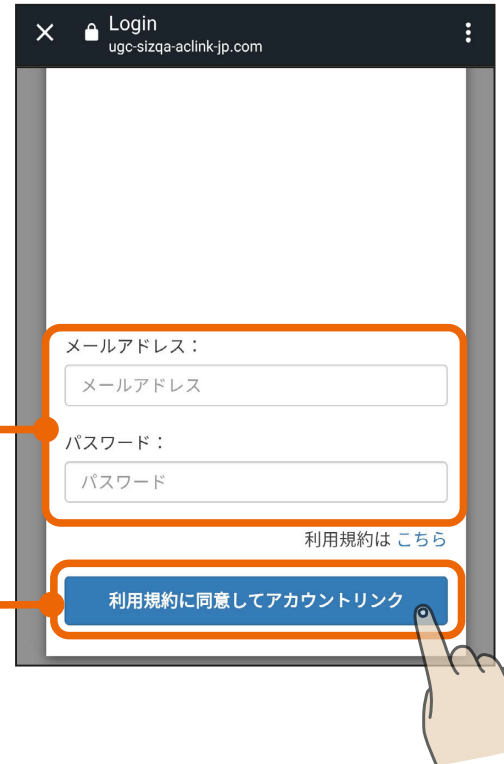 Login
ugc-sizqa-aclink-jp.com
メールアドレス：
メールアドレス
パスワード：
パスワード
利用規約は こちら
利用規約に同意してアカウントリンク